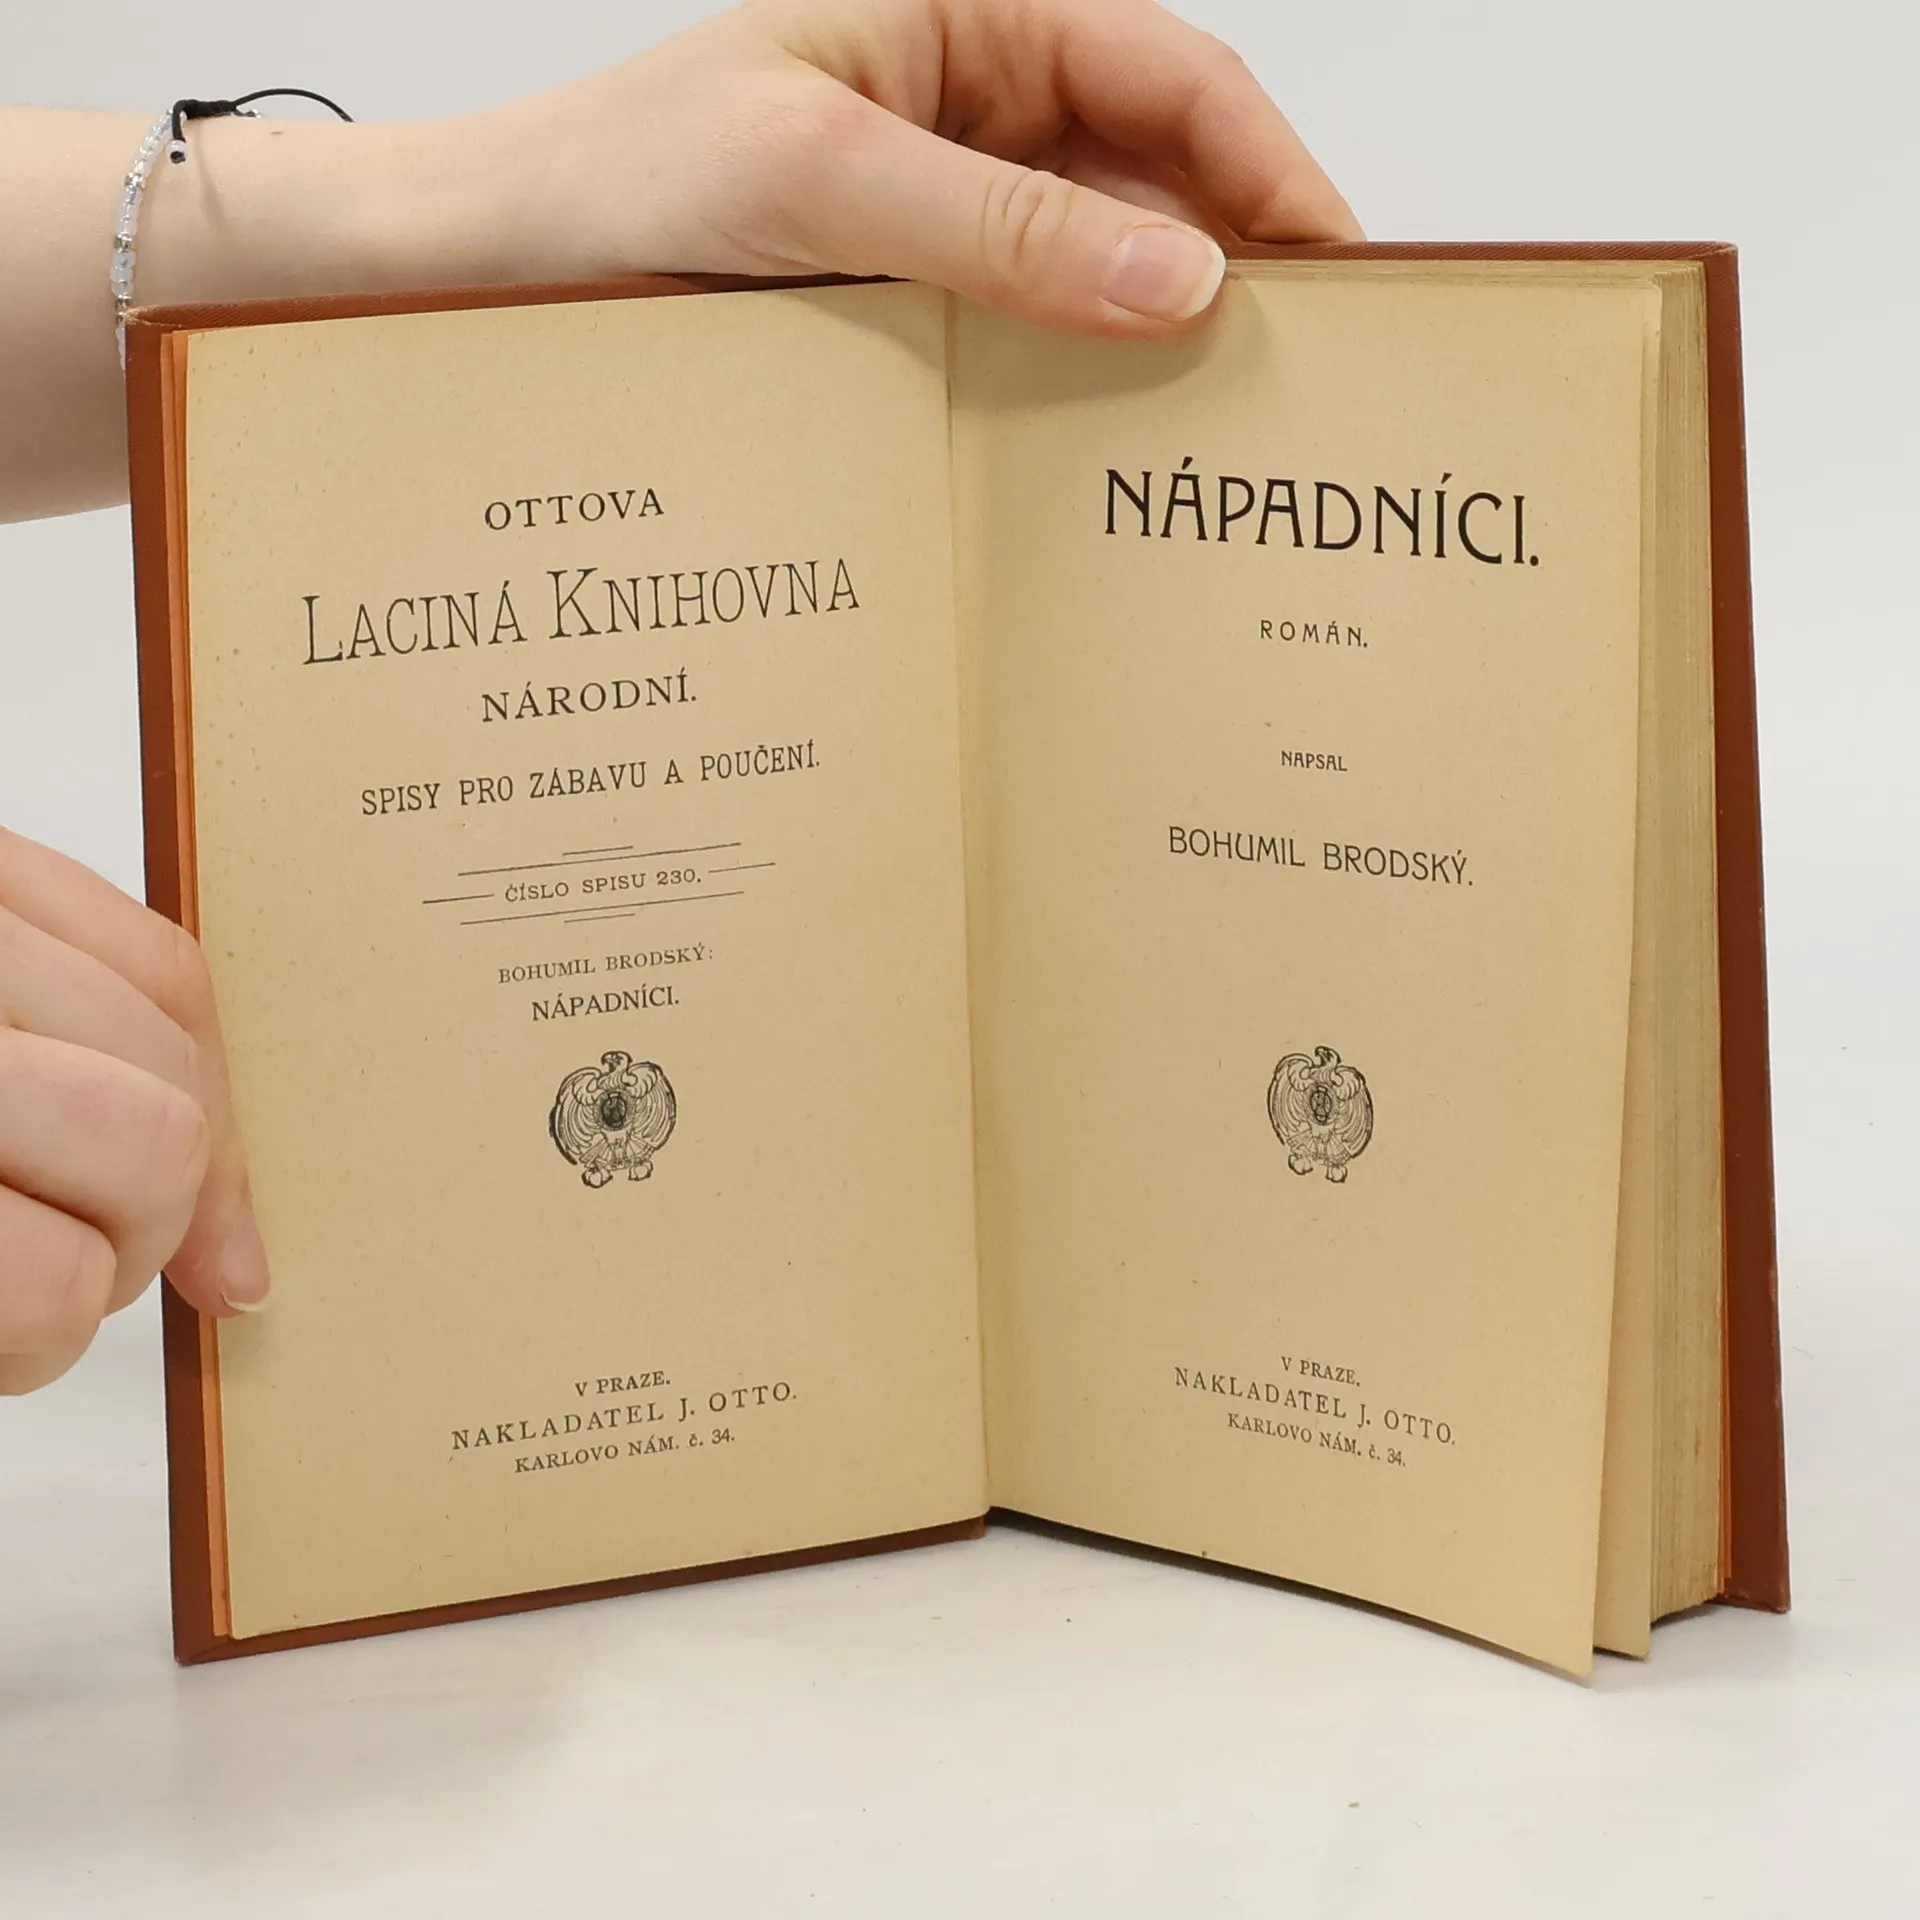 OTTOVA
LACINÁ KNIHOVNA
NÁRODNÍ.
SPISY PRO ZÁBAVU A POUČENÍ.
ČÍSLO SPISU 230.
BOHUMIL BRODSKÝ:
NÁPADNÍCI.
V PRAZE.
NAKLADATEL J. OTTO.
KARLOVO NÁM. č. 34.
NÁPADNÍCI.
ROMÁN.
NAPSAL
BOHUMIL BRODSKÝ.
V PRAZE.
NAKLADATEL J. OTTO.
KARLOVO NÁM. č. 34.